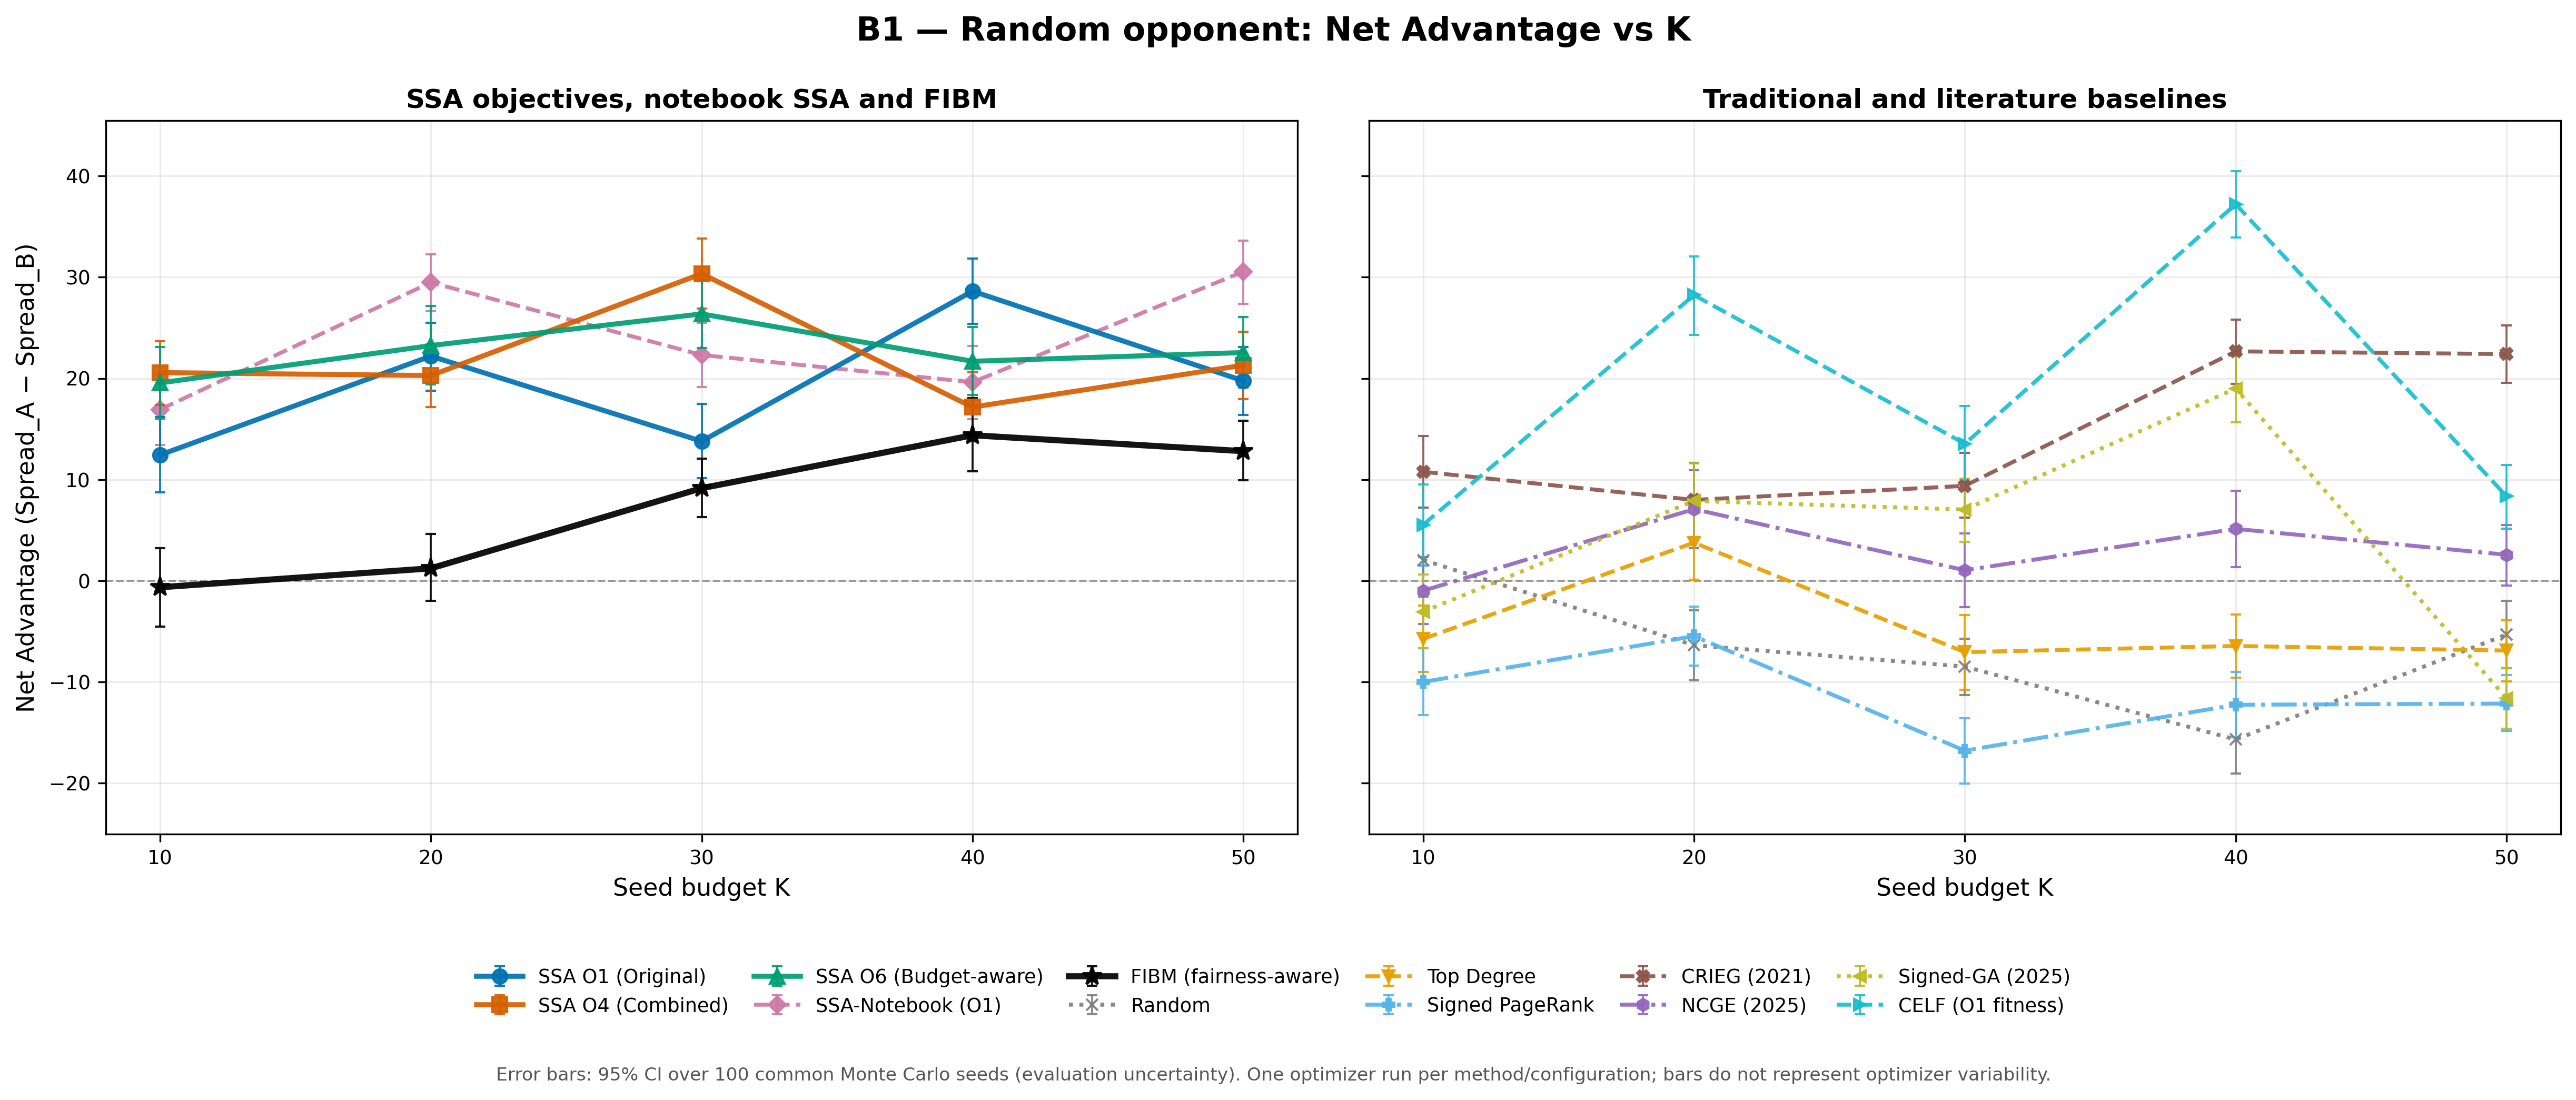 B1 — Random opponent: Net Advantage vs K
SSA objectives, notebook SSA and FIBM
Traditional and literature baselines
Net Advantage (Spread_A − Spread_B)
40
30
20
10
0
−10
−20
10 20 30 40 50
10 20 30 40 50
Seed budget K
Seed budget K
SSA O1 (Original) SSA O6 (Budget-aware) FIBM (fairness-aware) Top Degree CRIEG (2021) Signed-GA (2025)
SSA O4 (Combined) SSA-Notebook (O1) Random Signed PageRank NCGE (2025) CELF (O1 fitness)
Error bars: 95% CI over 100 common Monte Carlo seeds (evaluation uncertainty). One optimizer run per method/configuration; bars do not represent optimizer variability.